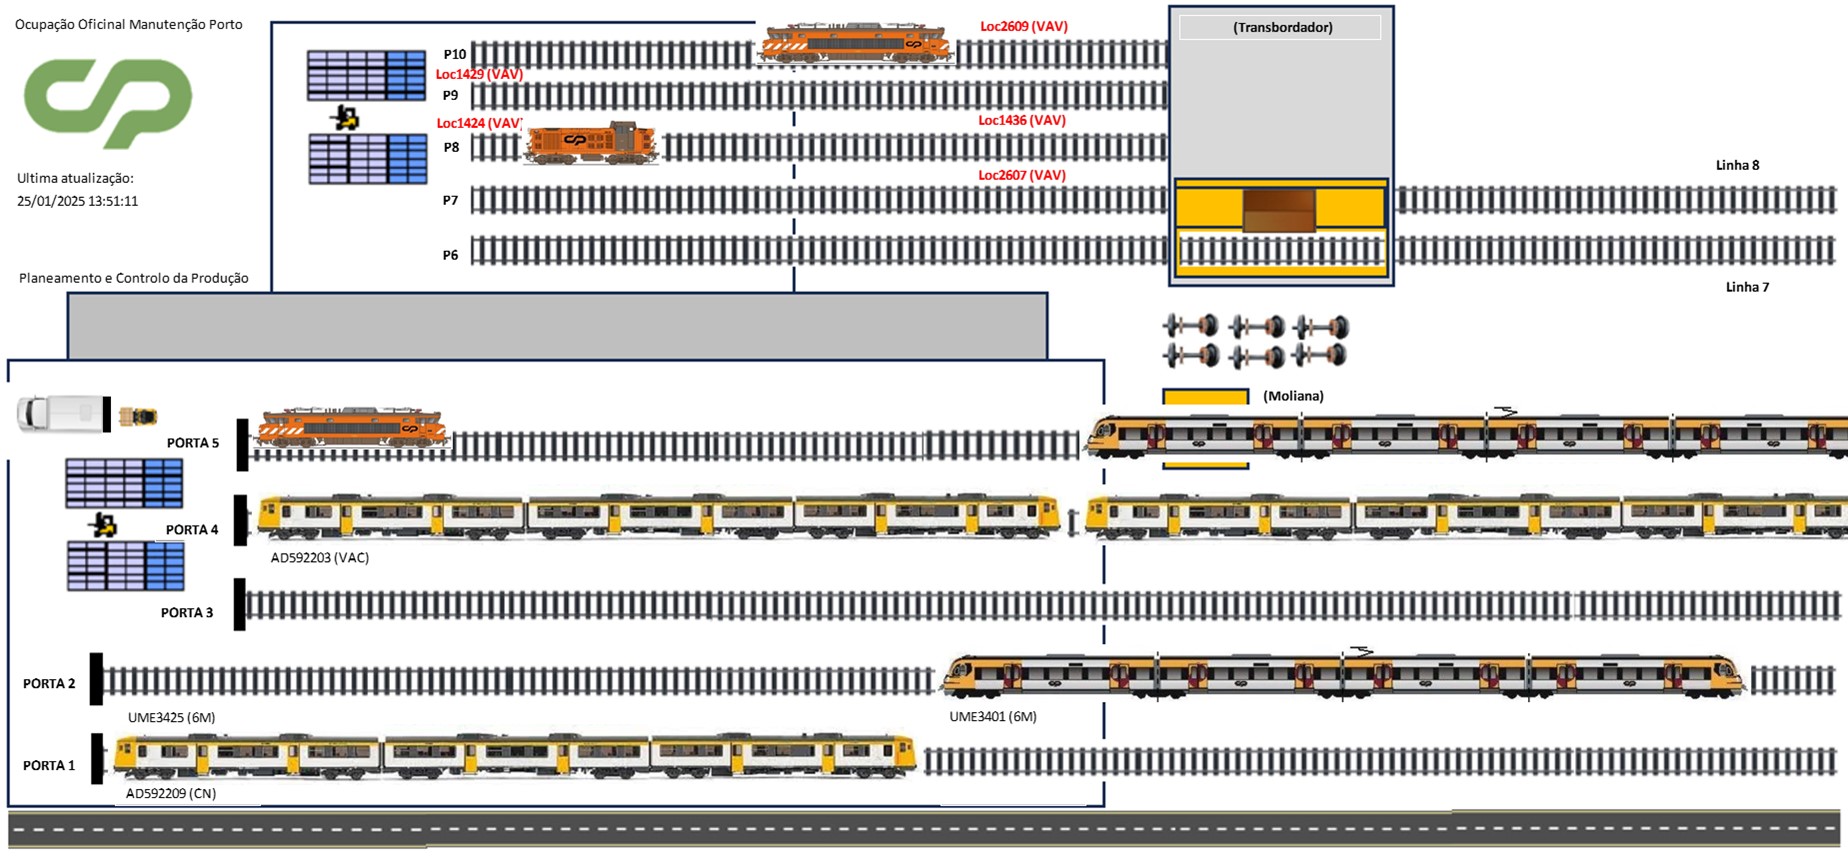 Ocupação Oficinal Manutenção Porto
CP
Ultima atualização:
25/01/2025 13:51:11
Planeamento e Controlo da Produção
Loc2609 (VAV)
P10
Loc1429 (VAV)
P9
Loc1424 (VAV)
Loc1436 (VAV)
P8
Loc2607 (VAV)
P7
P6
(Transbordador)
Linha 8
Linha 7
(Moliana)
PORTA 5
PORTA 4
AD592203 (VAC)
PORTA 3
PORTA 2
UME3425 (6M)
UME3401 (6M)
PORTA 1
AD592209 (CN)